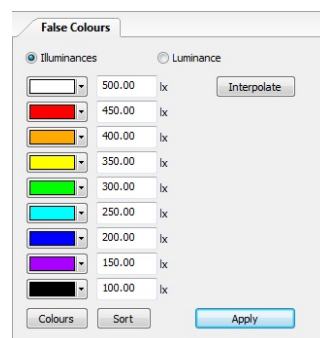 False Colours
Illuminances Luminance
500.00 lx Interpolate
450.00 lx
400.00 lx
350.00 lx
300.00 lx
250.00 lx
200.00 lx
150.00 lx
100.00 lx
Colours Sort Apply